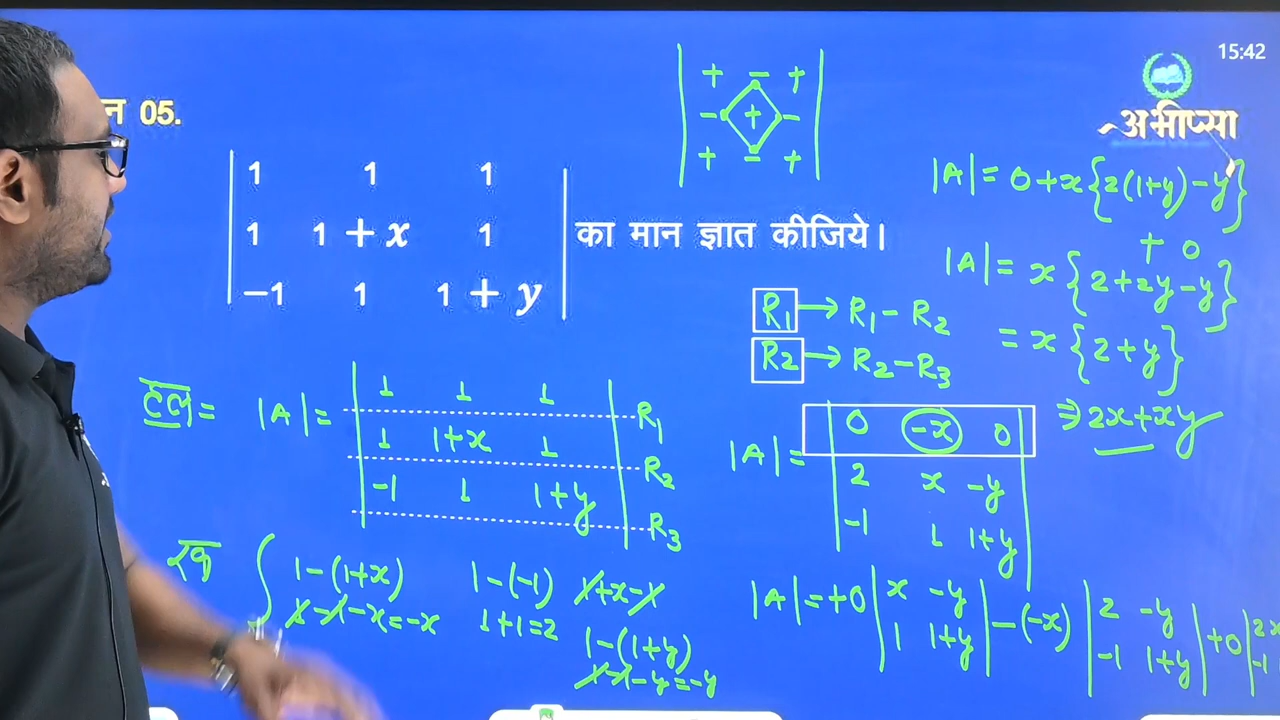 15:42
न 05.
अभीप्सा
+ − +
− + −
+ − +
1 1 1
1 1 + x 1
−1 1 1 + y
का मान ज्ञात कीजिये।
R1 → R1 − R2
R2 → R2 − R3
हल = |A| =
1 1 1 R1
1 1+x 1 R2
−1 1 1+y R3
रफ
1−(1+x) 1−(−1) 1+x−1
1−1−x=−x 1+1=2
1−(1+y)
1−1−y=−y
|A| =
0 −x 0
2 x −y
−1 1 1+y
|A|=+0 |x −y| −(−x) |2 −y| +0 |2 x
|1 1+y| |−1 1+y| |−1
|A| = 0+x{2(1+y)−y}
+ 0
|A| = x{2+2y−y}
= x{2+y}
⇒ 2x+xy